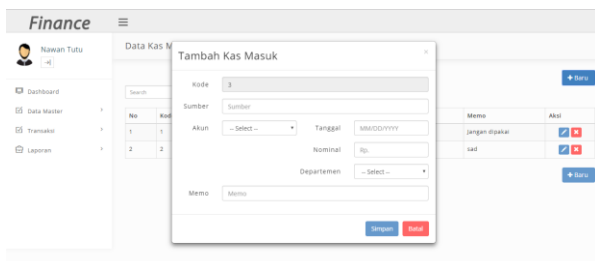 Finance
Nawan Tutu
Dashboard
Data Master
Transaksi
Laporan
Data Kas M
Search
+ Baru
No Kod Memo Aksi
1 1 Jangan dipakar
2 2 sad
+ Baru
Tambah Kas Masuk ×
Kode 3
Sumber Sumber
Akun -- Select -- Tanggal MM/DD/YYYY
Nominal Rp.
Departemen -- Select --
Memo Memo
Simpan Batal